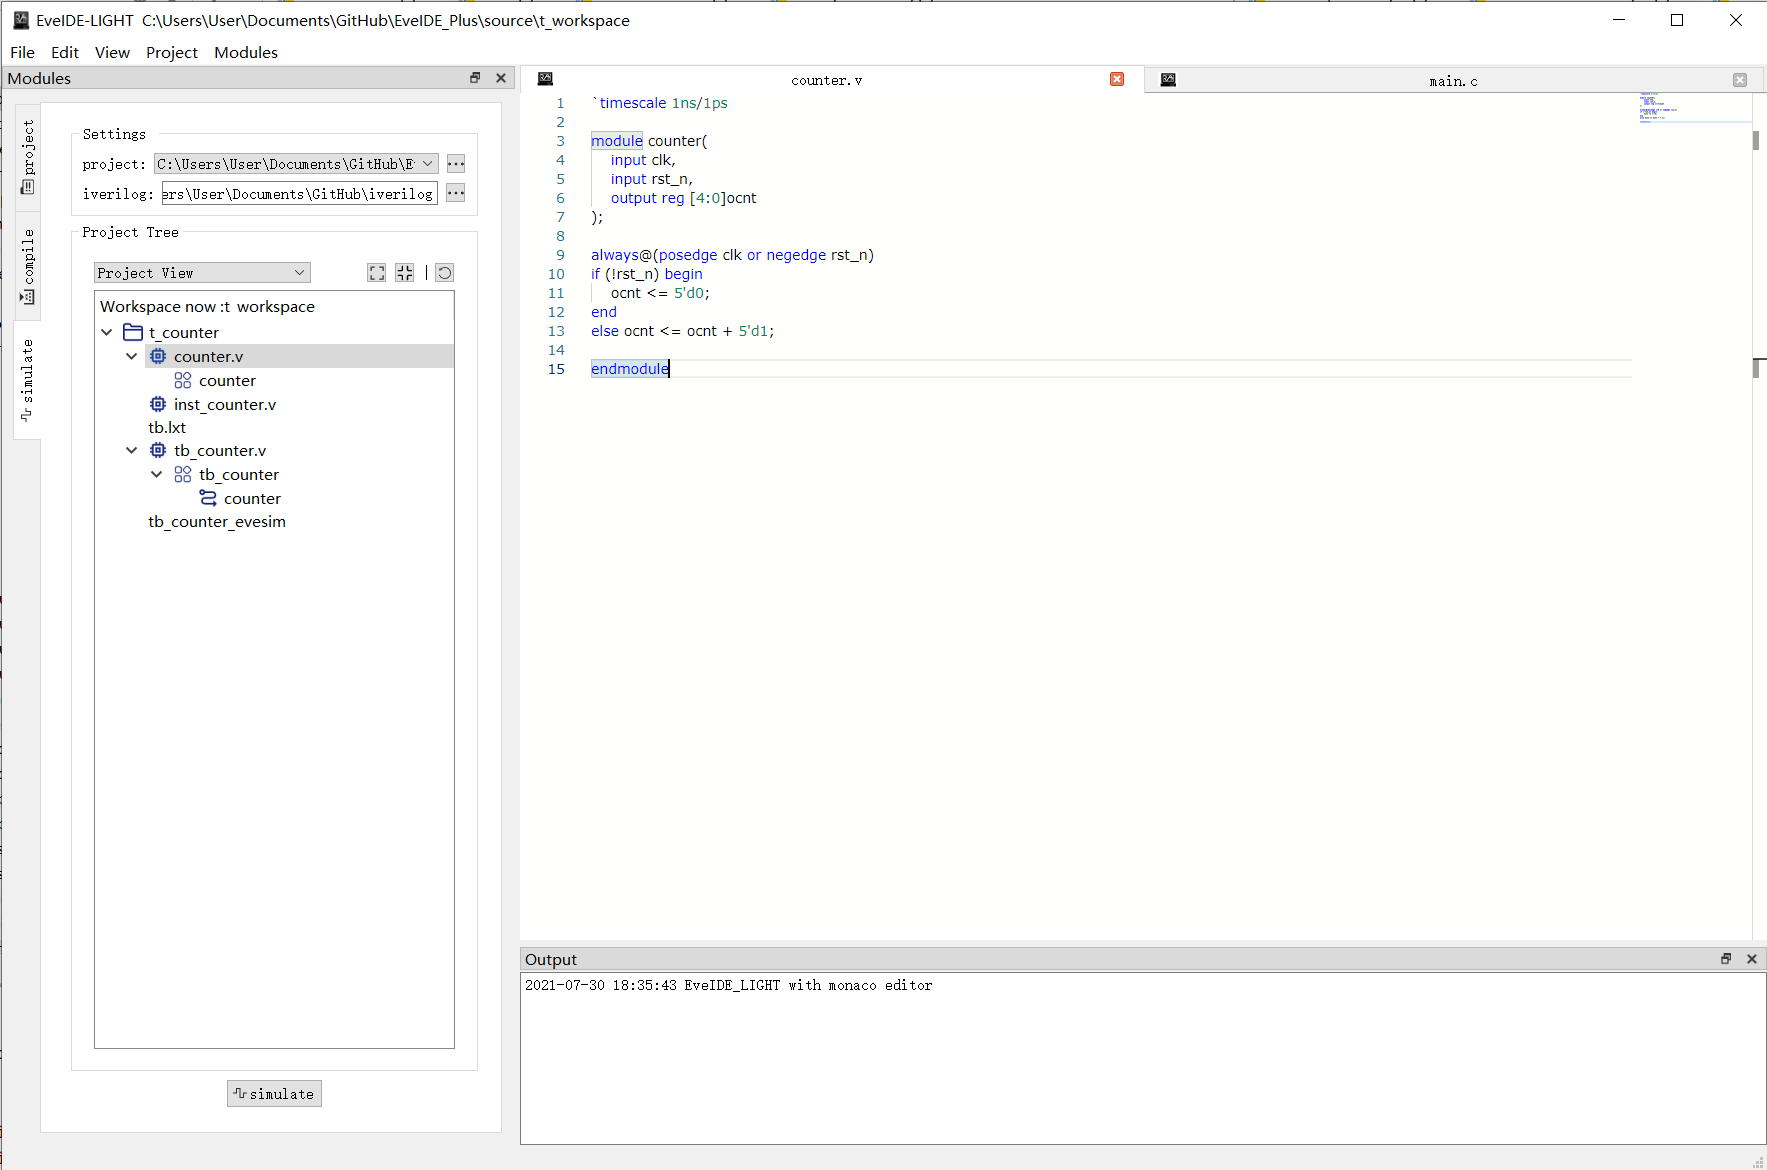 EveIDE-LIGHT  C:\Users\User\Documents\GitHub\EveIDE_Plus\source\t_workspace
File Edit View Project Modules
Modules
project
compile
simulate
Settings
project: C:\Users\User\Documents\GitHub\E
iverilog: ers\User\Documents\GitHub\iverilog
Project Tree
Project View
Workspace now :t workspace
t_counter
counter.v
counter
inst_counter.v
tb.lxt
tb_counter.v
tb_counter
counter
tb_counter_evesim
simulate
counter.v
main.c
1 `timescale 1ns/1ps
2
3 module counter(
4 input clk,
5 input rst_n,
6 output reg [4:0]ocnt
7 );
8
9 always@(posedge clk or negedge rst_n)
10 if (!rst_n) begin
11 ocnt <= 5'd0;
12 end
13 else ocnt <= ocnt + 5'd1;
14
15 endmodule
Output
2021-07-30 18:35:43 EveIDE_LIGHT with monaco editor